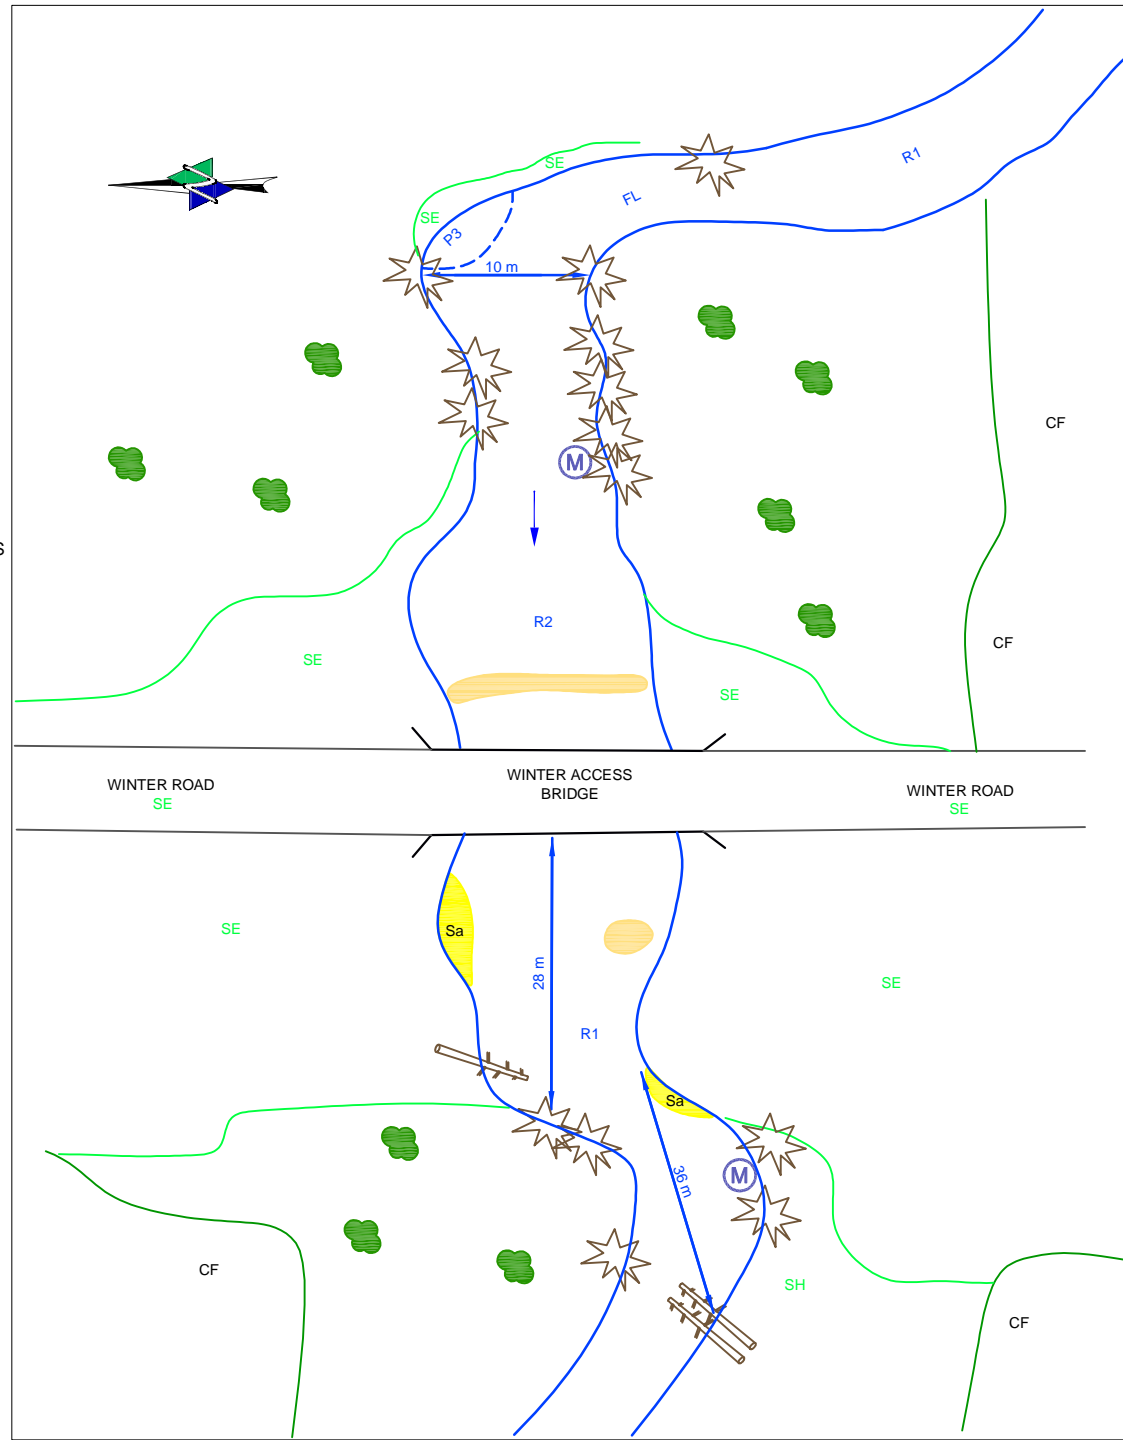 R1
SE
FL
SE
P3
10 m
CF
M
S
R2
CF
SE
SE
WINTER ROAD
SE
WINTER ACCESS
BRIDGE
WINTER ROAD
SE
SE
Sa
28 m
SE
R1
Sa
M
36 m
CF
SH
CF